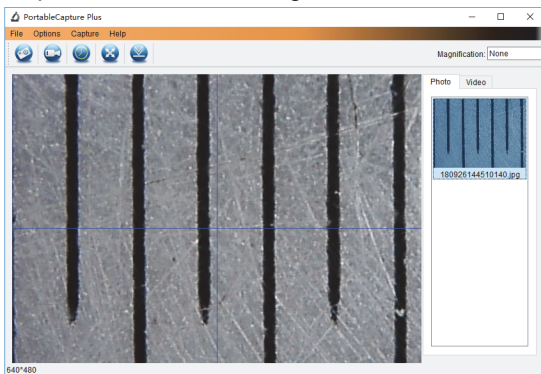 PortableCapture Plus
File Options Capture Help
Magnification: None
Photo Video
180926144510140.jpg
640*480